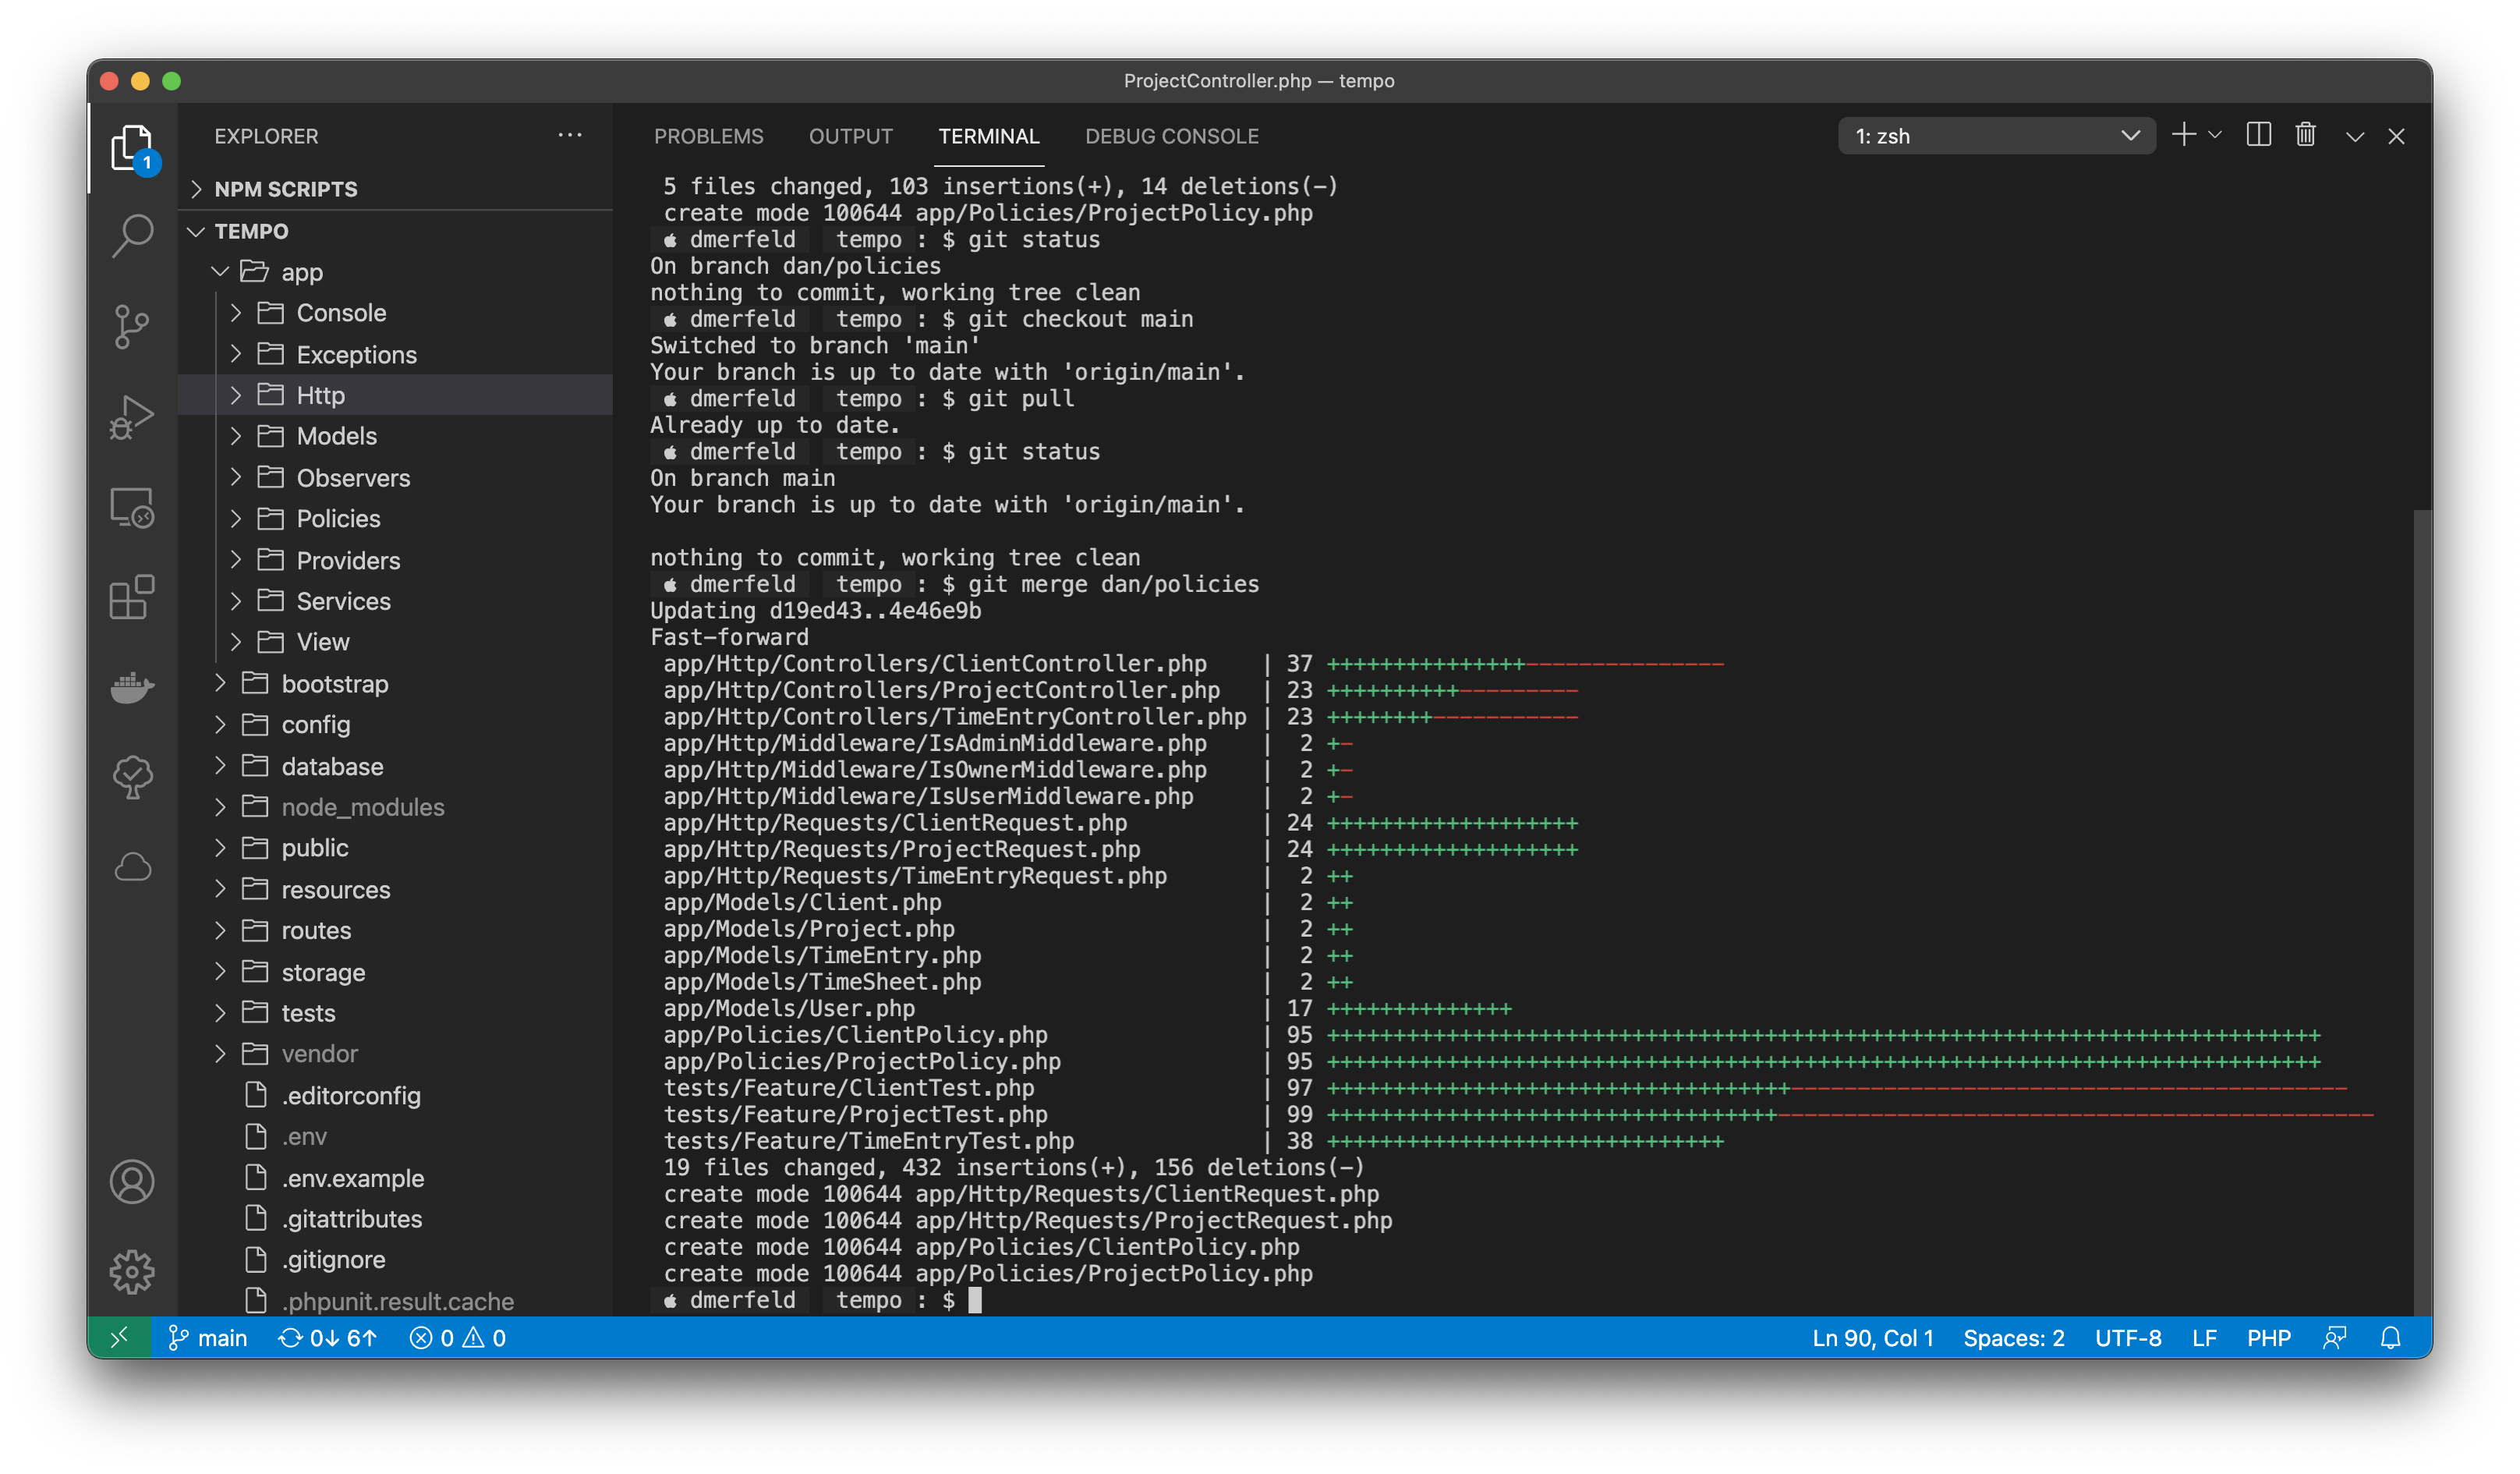 ProjectController.php — tempo
EXPLORER
NPM SCRIPTS
TEMPO
app
Console
Exceptions
Http
Models
Observers
Policies
Providers
Services
View
bootstrap
config
database
node_modules
public
resources
routes
storage
tests
vendor
.editorconfig
.env
.env.example
.gitattributes
.gitignore
.phpunit.result.cache
1
PROBLEMS OUTPUT TERMINAL DEBUG CONSOLE 1: zsh
5 files changed, 103 insertions(+), 14 deletions(-)
create mode 100644 app/Policies/ProjectPolicy.php
dmerfeld tempo : $ git status
On branch dan/policies
nothing to commit, working tree clean
dmerfeld tempo : $ git checkout main
Switched to branch 'main'
Your branch is up to date with 'origin/main'.
dmerfeld tempo : $ git pull
Already up to date.
dmerfeld tempo : $ git status
On branch main
Your branch is up to date with 'origin/main'.
nothing to commit, working tree clean
dmerfeld tempo : $ git merge dan/policies
Updating d19ed43..4e46e9b
Fast-forward
app/Http/Controllers/ClientController.php | 37 +++++++++++++++---------------
app/Http/Controllers/ProjectController.php | 23 ++++++++++---------
app/Http/Controllers/TimeEntryController.php | 23 ++++++++-----------
app/Http/Middleware/IsAdminMiddleware.php | 2 +-
app/Http/Middleware/IsOwnerMiddleware.php | 2 +-
app/Http/Middleware/IsUserMiddleware.php | 2 +-
app/Http/Requests/ClientRequest.php | 24 +++++++++++++++++++
app/Http/Requests/ProjectRequest.php | 24 +++++++++++++++++++
app/Http/Requests/TimeEntryRequest.php | 2 ++
app/Models/Client.php | 2 ++
app/Models/Project.php | 2 ++
app/Models/TimeEntry.php | 2 ++
app/Models/TimeSheet.php | 2 ++
app/Models/User.php | 17 ++++++++++++++
app/Policies/ClientPolicy.php | 95 +++++++++++++++++++++++++++++++++++++++++++++++++++++++++++++++++++++++++++
app/Policies/ProjectPolicy.php | 95 +++++++++++++++++++++++++++++++++++++++++++++++++++++++++++++++++++++++++++
tests/Feature/ClientTest.php | 97 +++++++++++++++++++++++++++++++++++------------------------------------------
tests/Feature/ProjectTest.php | 99 ++++++++++++++++++++++++++++++++++---------------------------------------------
tests/Feature/TimeEntryTest.php | 38 ++++++++++++++++++++++++++++++
19 files changed, 432 insertions(+), 156 deletions(-)
create mode 100644 app/Http/Requests/ClientRequest.php
create mode 100644 app/Http/Requests/ProjectRequest.php
create mode 100644 app/Policies/ClientPolicy.php
create mode 100644 app/Policies/ProjectPolicy.php
dmerfeld tempo : $
main 0↓ 6↑ 0 0 Ln 90, Col 1 Spaces: 2 UTF-8 LF PHP